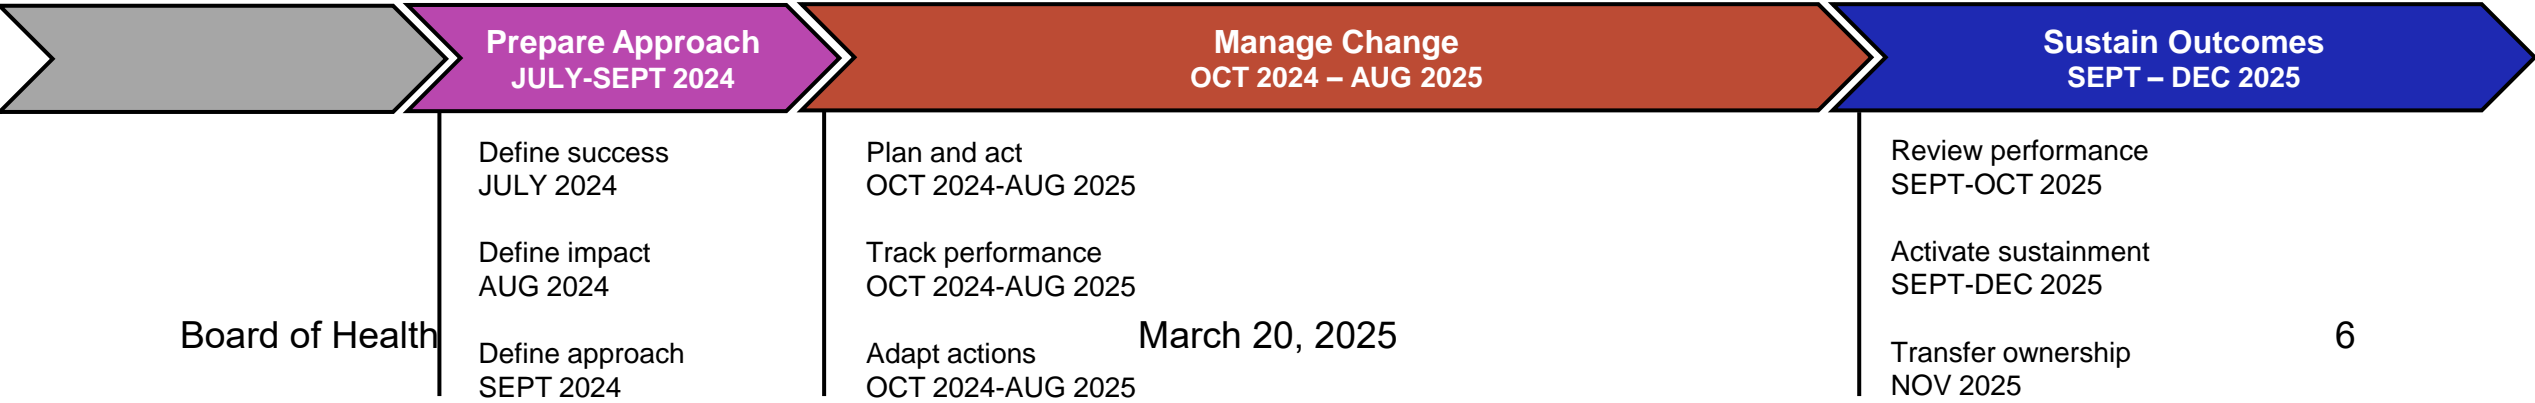 Prepare Approach
JULY-SEPT 2024
Manage Change
OCT 2024 – AUG 2025
Sustain Outcomes
SEPT – DEC 2025
Define success
JULY 2024
Define impact
AUG 2024
Define approach
SEPT 2024
Plan and act
OCT 2024-AUG 2025
Track performance
OCT 2024-AUG 2025
Adapt actions
OCT 2024-AUG 2025
Review performance
SEPT-OCT 2025
Activate sustainment
SEPT-DEC 2025
Transfer ownership
NOV 2025
Board of Health
March 20, 2025
6